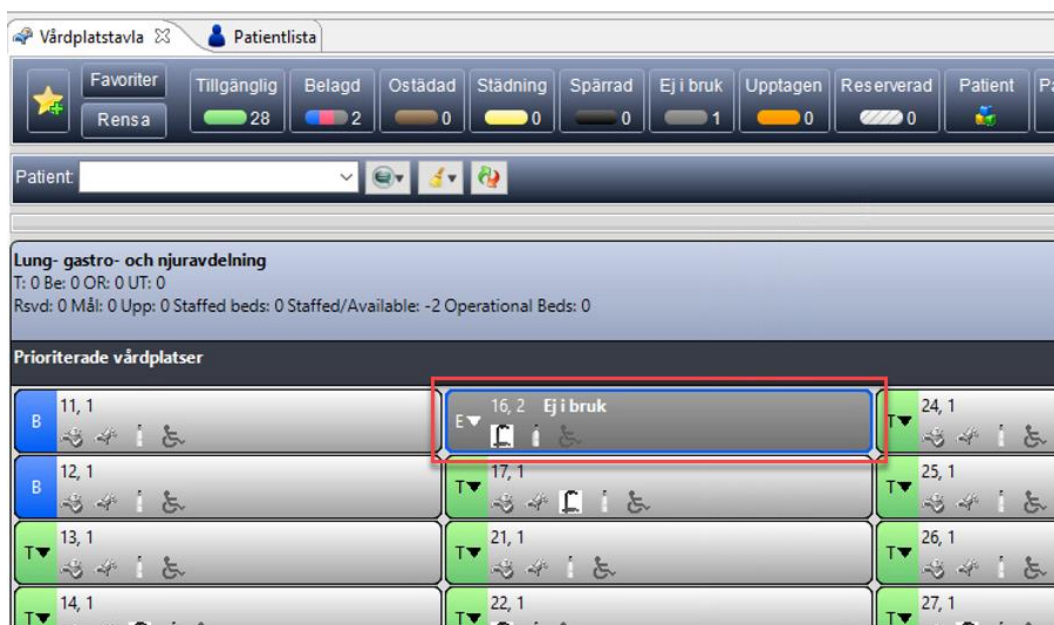 Vårdplatstavla Patientlista
Favoriter
Rensa
Tillgänglig Belagd Ostädad Städning Spärrad Ej i bruk Upptagen Reserverad Patient
28 2 0 0 0 1 0 0
Patient:
Lung- gastro- och njuravdelning
T: 0 Be: 0 OR: 0 UT: 0
Rsvd: 0 Mål: 0 Upp: 0 Staffed beds: 0 Staffed/Available: -2 Operational Beds: 0
Prioriterade vårdplatser
B 11, 1
E 16, 2 Ej i bruk
T 24, 1
B 12, 1
T 17, 1
T 25, 1
T 13, 1
T 21, 1
T 26, 1
T 14, 1
T 22, 1
T 27, 1